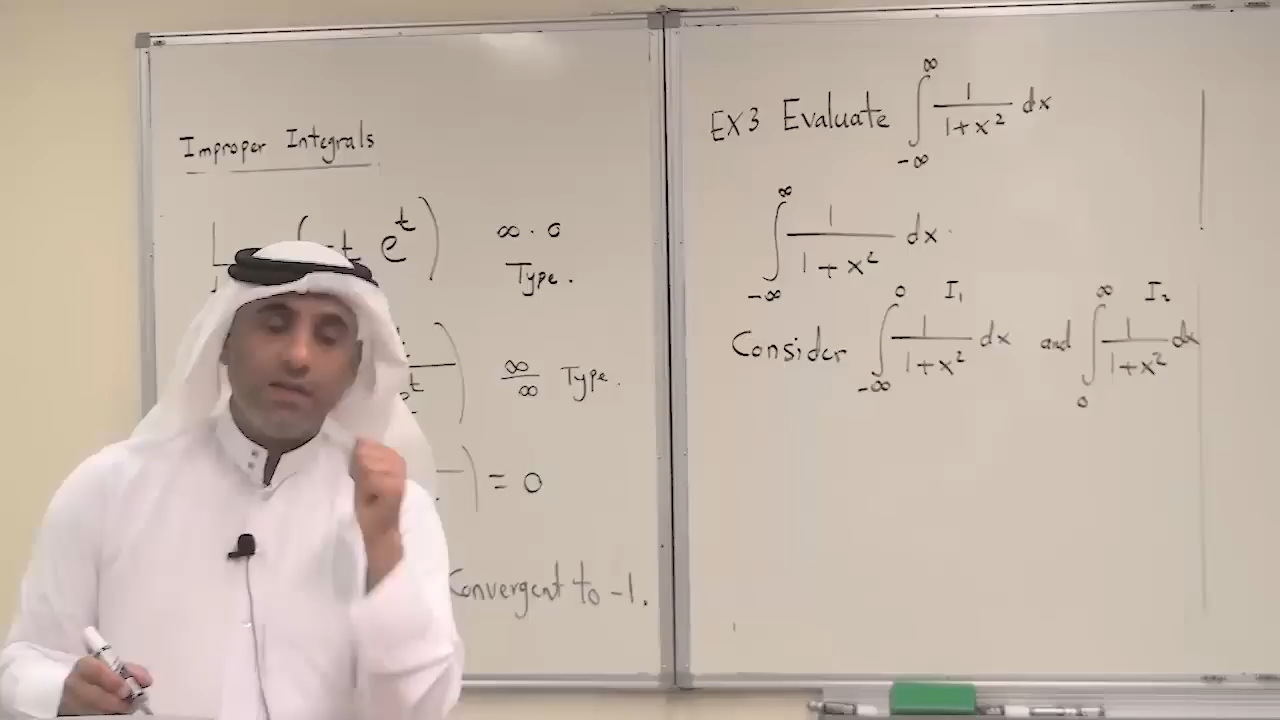 Improper Integrals
(-t e^t) ∞ · 0
Type.
∞/∞ Type.
) = 0
Convergent to -1.
EX3 Evaluate ∫_{-∞}^{∞} 1/(1+x²) dx
∫_{-∞}^{∞} 1/(1+x²) dx
Consider ∫_{-∞}^{0} 1/(1+x²) dx I₁ and ∫_{0}^{∞} 1/(1+x²) dx I₂